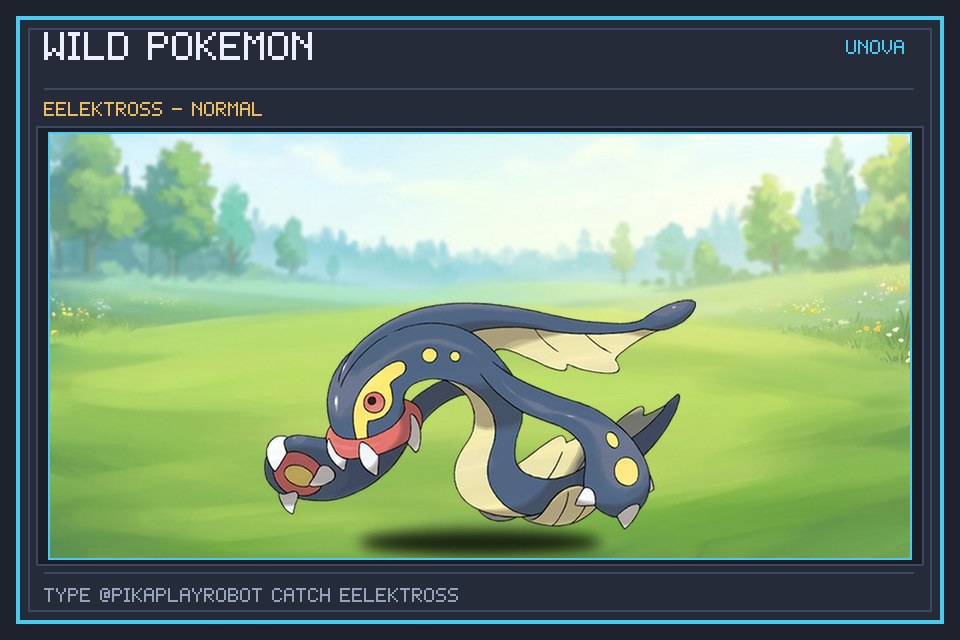 WILD POKEMON
UNOVA
EELEKTROSS - NORMAL
TYPE @PIKAPLAYROBOT CATCH EELEKTROSS